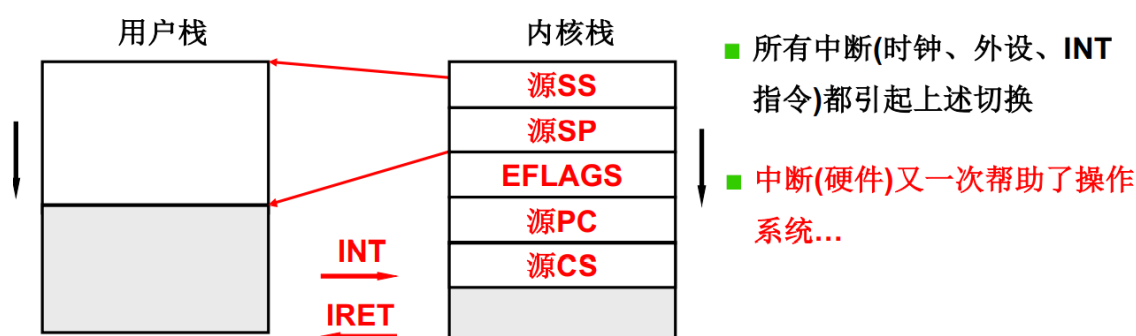 用户栈
内核栈
源SS
源SP
EFLAGS
源PC
源CS
INT
IRET
所有中断(时钟、外设、INT
指令)都引起上述切换
中断(硬件)又一次帮助了操作
系统...